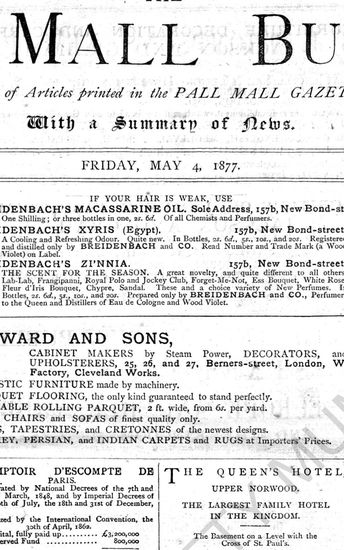 THE
MALL BU
of Articles printed in the PALL MALL GAZET
With a Summary of News.
FRIDAY, MAY 4, 1877.
IF YOUR HAIR IS WEAK, USE
IDENBACH'S MACASSARINE OIL. Sole Address, 157b, New Bond-st
One Shilling; or three bottles in one, 2s. 6d. Of all Chemists and Perfumers.
IDENBACH'S XYRIS (Egypt). 157b, New Bond-street
A Cooling and Refreshing Odour. Quite new. In Bottles, 2s. 6d., 5s., 10s., and 20s. Registered
and distilled only by BREIDENBACH and CO. Read Number and Trade Mark (a Wood
Violet) on Label.
IDENBACH'S ZI'NNIA. 157b, New Bond-street
THE SCENT FOR THE SEASON. A great novelty, and quite different to all others
Lab-Lab, Frangipanni, Royal Polo and Jockey Club, Forget-Me-Not, Ess Bouquet, White Rose
Fleur d'Iris Bouquet, Chypre, Sandal. These and a choice variety of New Perfumes. In
Bottles, 2s. 6d., 5s., 10s., and 20s. Prepared only by BREIDENBACH and CO., Perfume
to the Queen and Distillers of Eau de Cologne and Wood Violet.
WARD AND SONS,
CABINET MAKERS by Steam Power, DECORATORS, and
UPHOLSTERERS, 25, 26, and 27, Berners-street, London, W
Factory, Cleveland Works.
STIC FURNITURE made by machinery.
QUET FLOORING, the only kind guaranteed to stand perfectly.
ABLE ROLLING PARQUET, 2 ft. wide, from 6s. per yard.
CHAIRS and SOFAS of finest quality only.
S, TAPESTRIES, and CRETONNES of the newest designs.
EY, PERSIAN, and INDIAN CARPETS and RUGS at Importers' Prices.
MPTOIR D'ESCOMPTE DE
PARIS.
rated by National Decrees of the 7th and
March, 1848, and by Imperial Decrees of
th of July, the 18th and 31st December,
ized by the International Convention, the
30th April, 1862.
ital, fully paid up £3,200,000
erved Fund 800,000
THE QUEEN'S HOTEL
UPPER NORWOOD.
THE LARGEST FAMILY HOTEL
IN THE KINGDOM.
The Basement on a Level with the
Cross of St. Paul's.